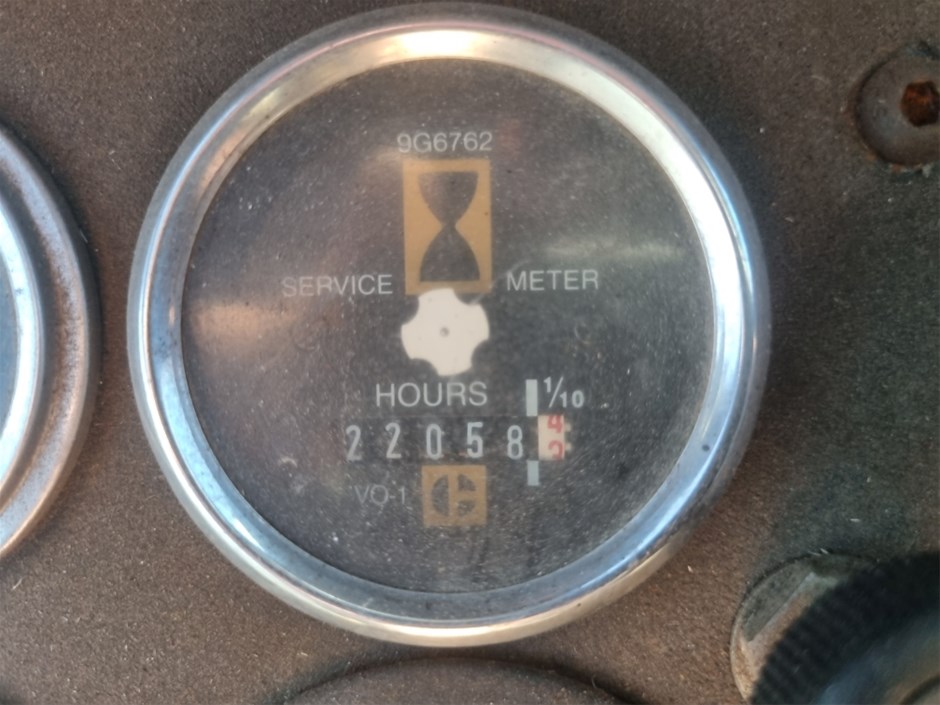 9G6762
SERVICE METER
HOURS 1/10
22058
VO-1